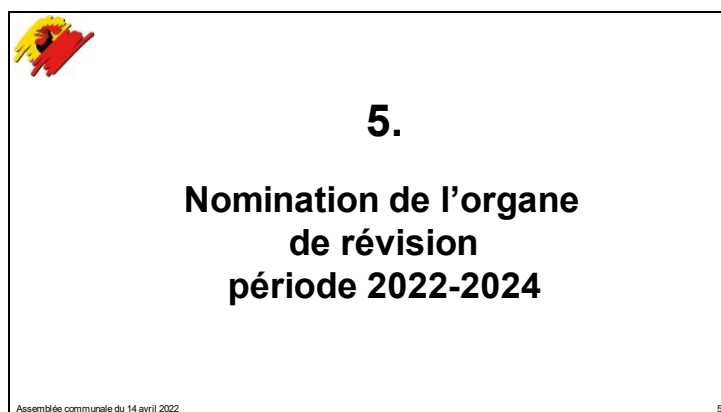 5.
Nomination de l’organe
de révision
période 2022-2024
Assemblée communale du 14 avril 2022
5